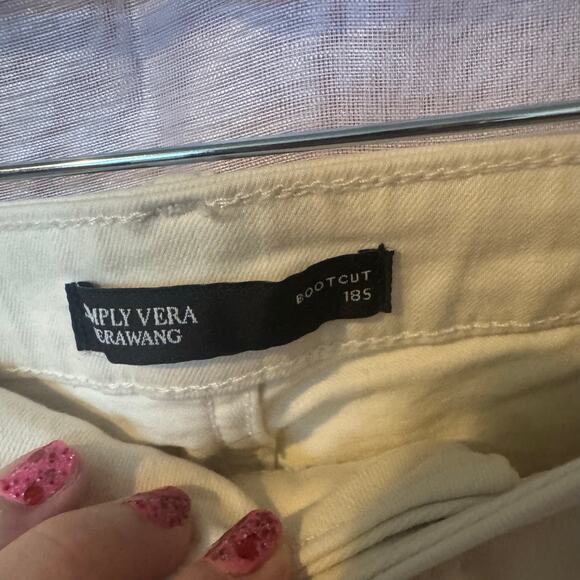 MPLY VERA
ERAWANG
BOOTCUT
18S